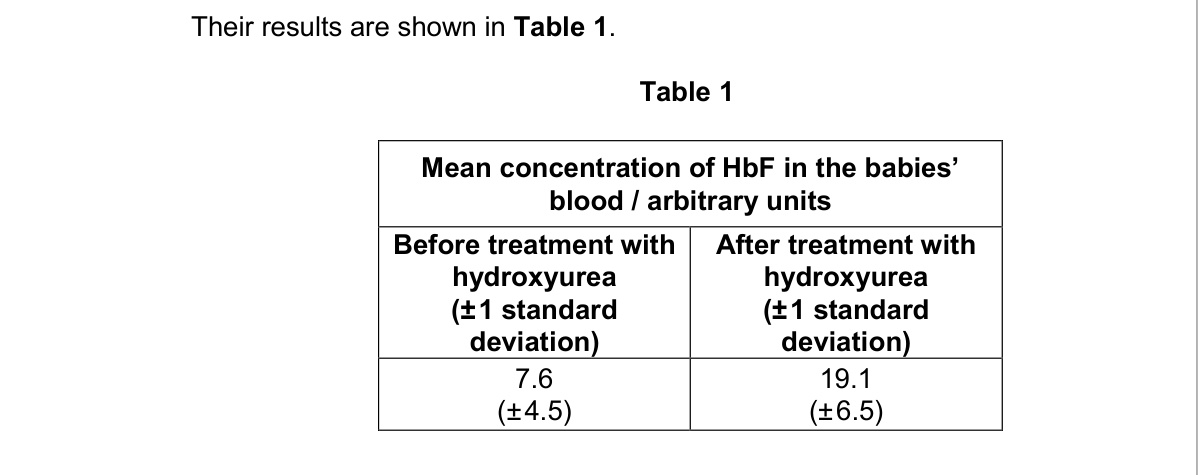 Their results are shown in Table 1.
Table 1
Mean concentration of HbF in the babies’
blood / arbitrary units
Before treatment with
hydroxyurea
(±1 standard
deviation)
After treatment with
hydroxyurea
(±1 standard
deviation)
7.6
(±4.5)
19.1
(±6.5)